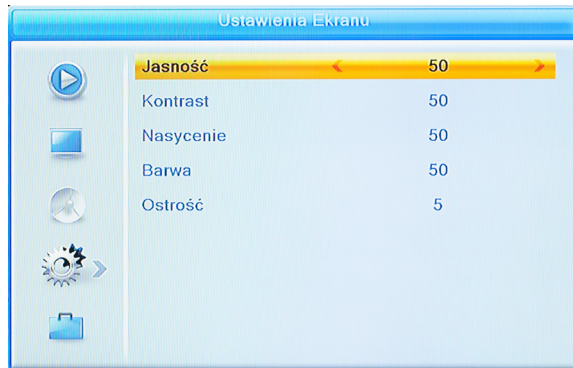 Ustawienia Ekranu
Jasność 50
Kontrast 50
Nasycenie 50
Barwa 50
Ostrość 5